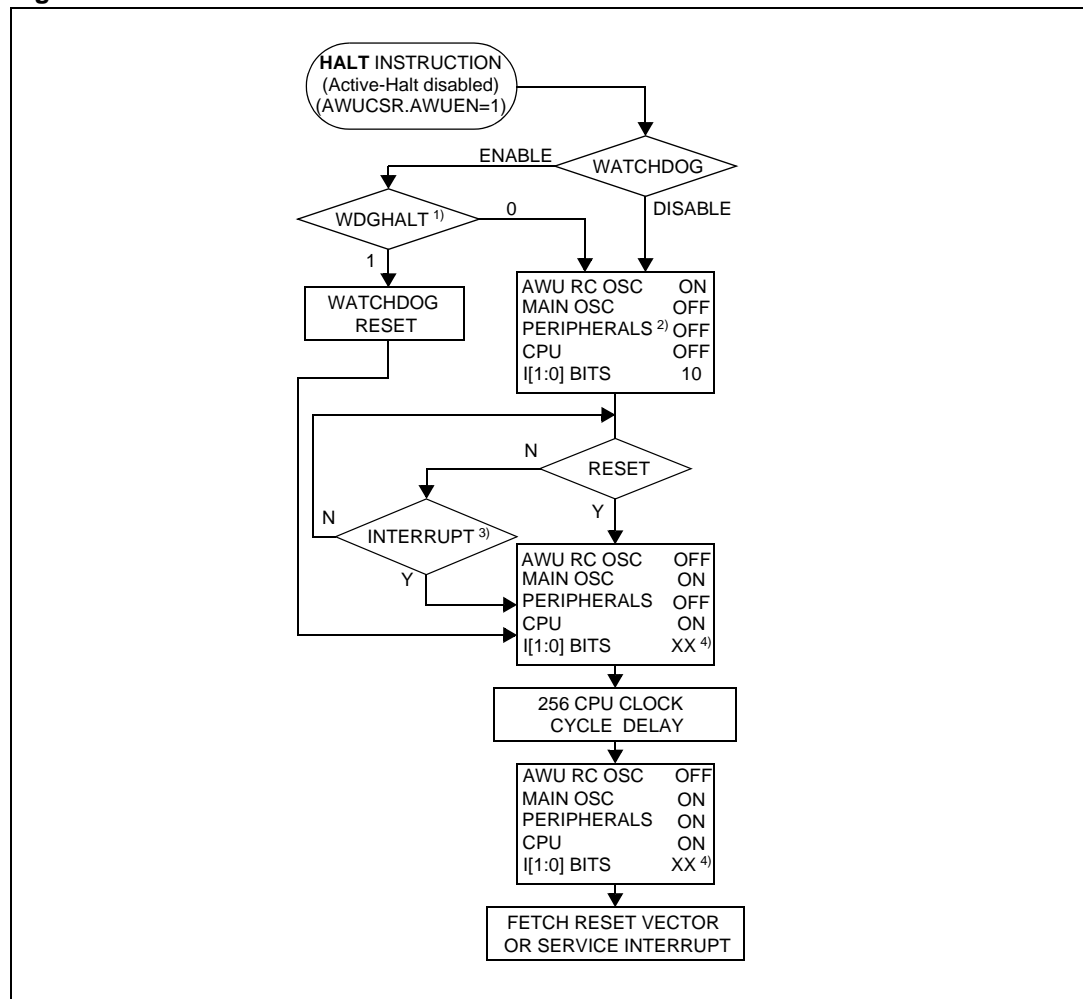 HALT INSTRUCTION
(Active-Halt disabled)
(AWUCSR.AWUEN=1)
ENABLE
WATCHDOG
WDGHALT 1)
0
DISABLE
1
WATCHDOG
RESET
AWU RC OSC ON
MAIN OSC OFF
PERIPHERALS 2) OFF
CPU OFF
I[1:0] BITS 10
N
RESET
N
INTERRUPT 3)
Y
Y
AWU RC OSC OFF
MAIN OSC ON
PERIPHERALS OFF
CPU ON
I[1:0] BITS XX 4)
256 CPU CLOCK
CYCLE DELAY
AWU RC OSC OFF
MAIN OSC ON
PERIPHERALS ON
CPU ON
I[1:0] BITS XX 4)
FETCH RESET VECTOR
OR SERVICE INTERRUPT